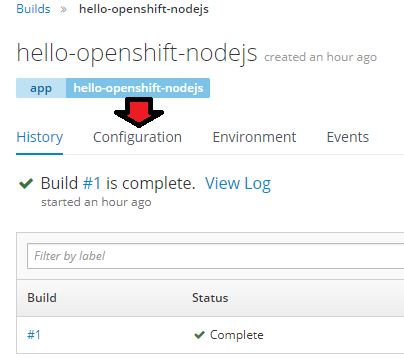 Builds » hello-openshift-nodejs
hello-openshift-nodejs created an hour ago
app hello-openshift-nodejs
History Configuration Environment Events
Build #1 is complete. View Log
started an hour ago
Filter by label
Build Status
#1 Complete